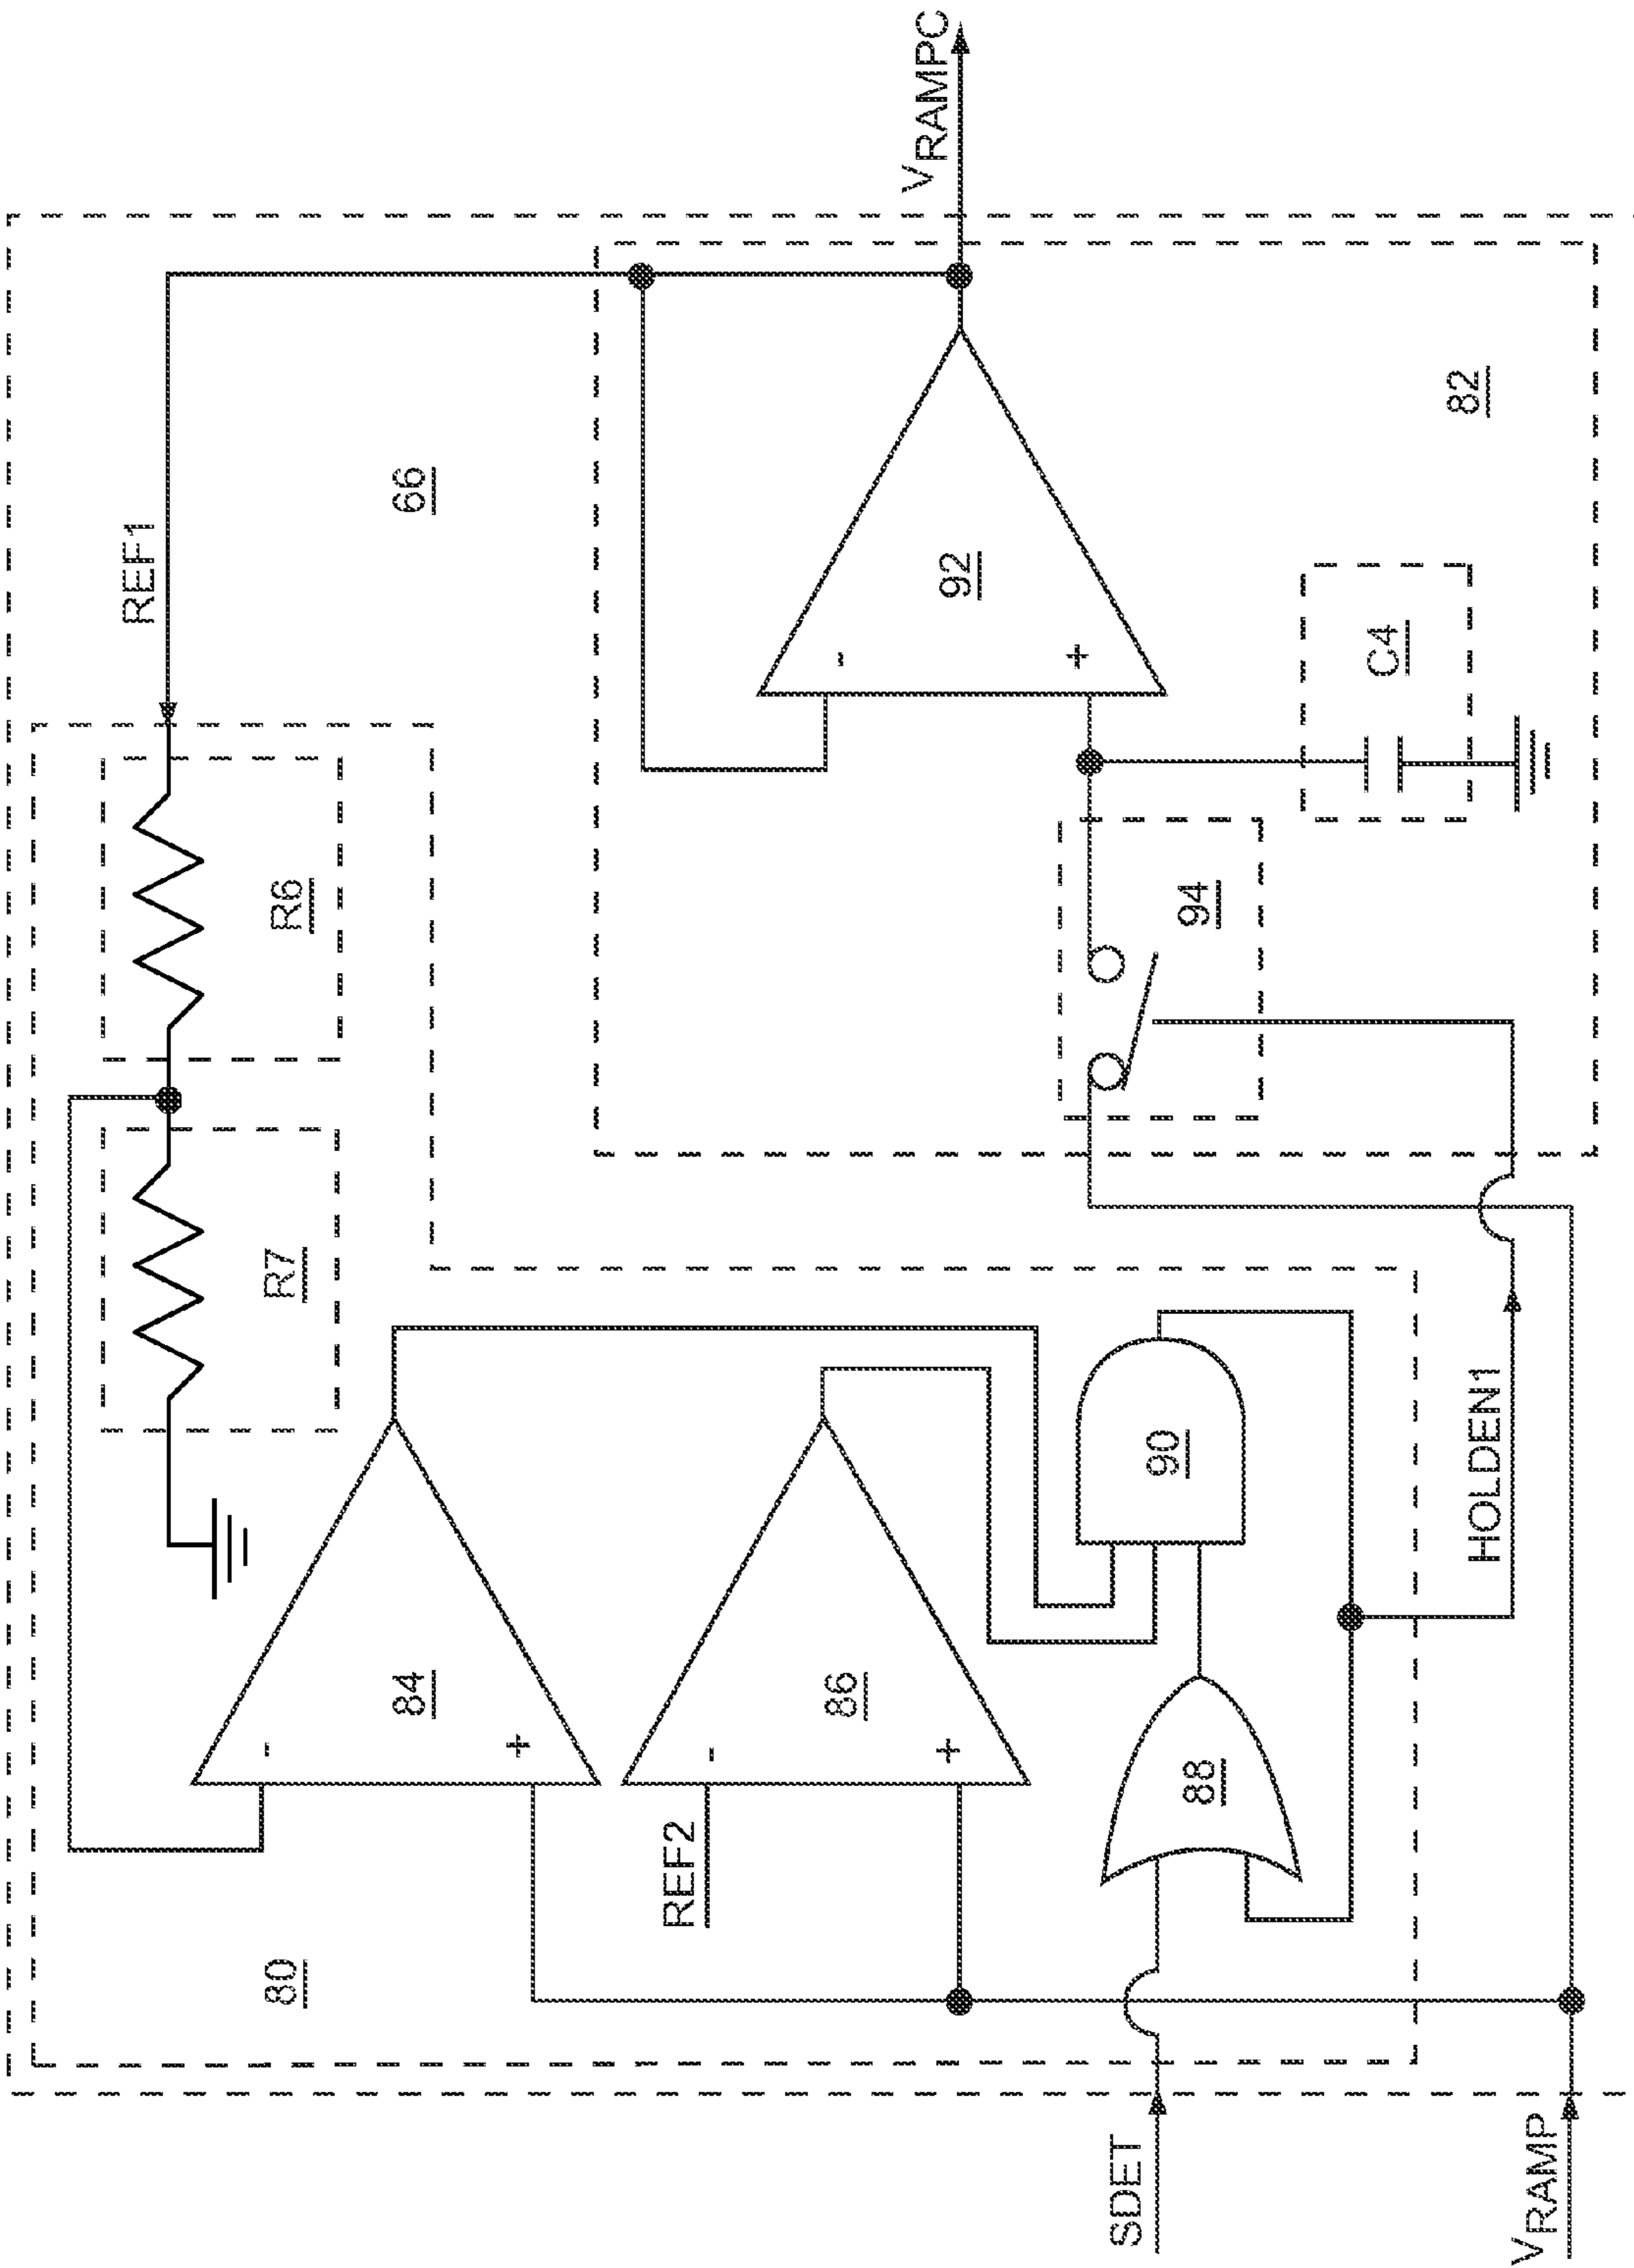 REF1
R7
R6
80
84
66
REF2
86
92
VRAMPC
-
+
-
+
-
+
88
90
94
C4
82
SDET
HOLDEN1
VRAMP